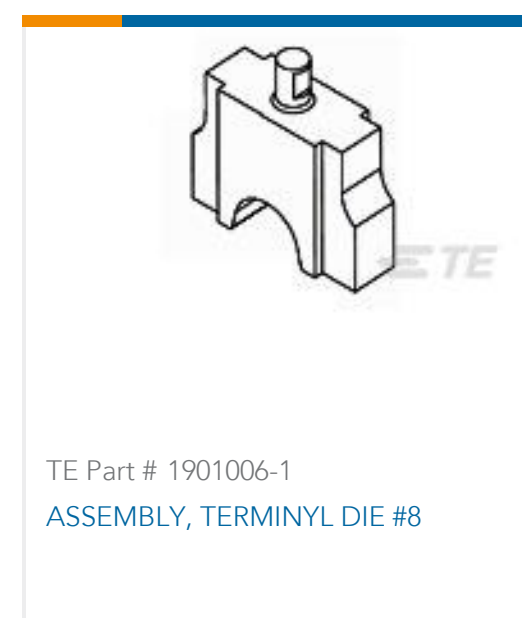 TE
TE Part # 1901006-1
ASSEMBLY, TERMINYL DIE #8